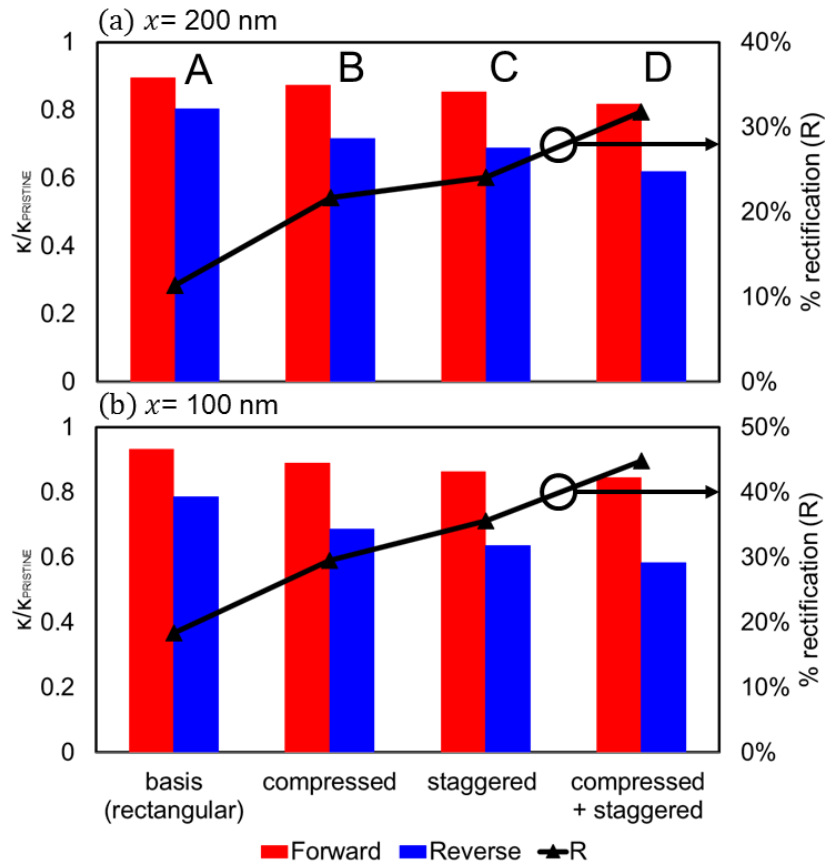 (a) x= 200 nm
1
0.8
0.6
0.4
0.2
0
κ/κPRISTINE
A B C D
40%
30%
20%
10%
0%
% rectification (R)
(b) x= 100 nm
1
0.8
0.6
0.4
0.2
0
κ/κPRISTINE
50%
40%
30%
20%
10%
0%
% rectification (R)
basis
(rectangular)
compressed
staggered
compressed
+ staggered
Forward Reverse R